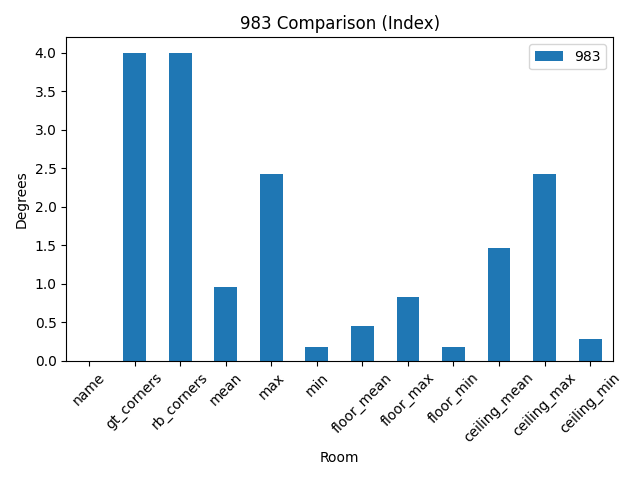 983 Comparison (Index)
983
Degrees
4.0
3.5
3.0
2.5
2.0
1.5
1.0
0.5
0.0
name
gt_corners
rb_corners
mean
max
min
floor_mean
floor_max
floor_min
ceiling_mean
ceiling_max
ceiling_min
Room